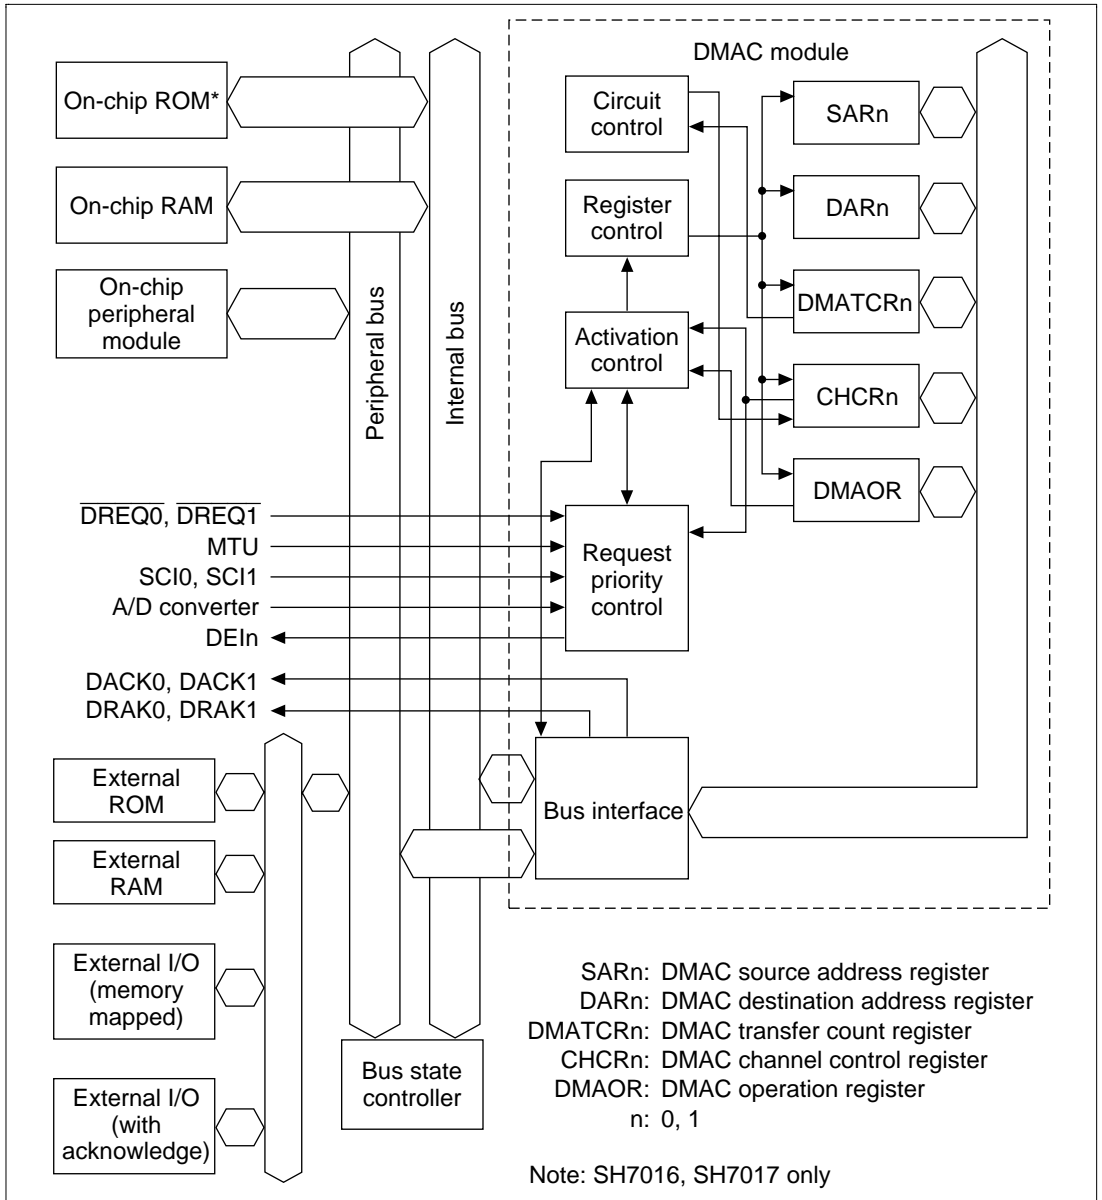 DMAC module
On-chip ROM*
Circuit
control
SARn
On-chip RAM
Register
control
DARn
On-chip
peripheral
module
Peripheral bus
Internal bus
Activation
control
DMATCRn
CHCRn
DMAOR
DREQ0, DREQ1
MTU
SCI0, SCI1
A/D converter
DEIn
Request
priority
control
DACK0, DACK1
DRAK0, DRAK1
External
ROM
Bus interface
External
RAM
External I/O
(memory
mapped)
External I/O
(with
acknowledge)
Bus state
controller
SARn: DMAC source address register
DARn: DMAC destination address register
DMATCRn: DMAC transfer count register
CHCRn: DMAC channel control register
DMAOR: DMAC operation register
n: 0, 1
Note: SH7016, SH7017 only